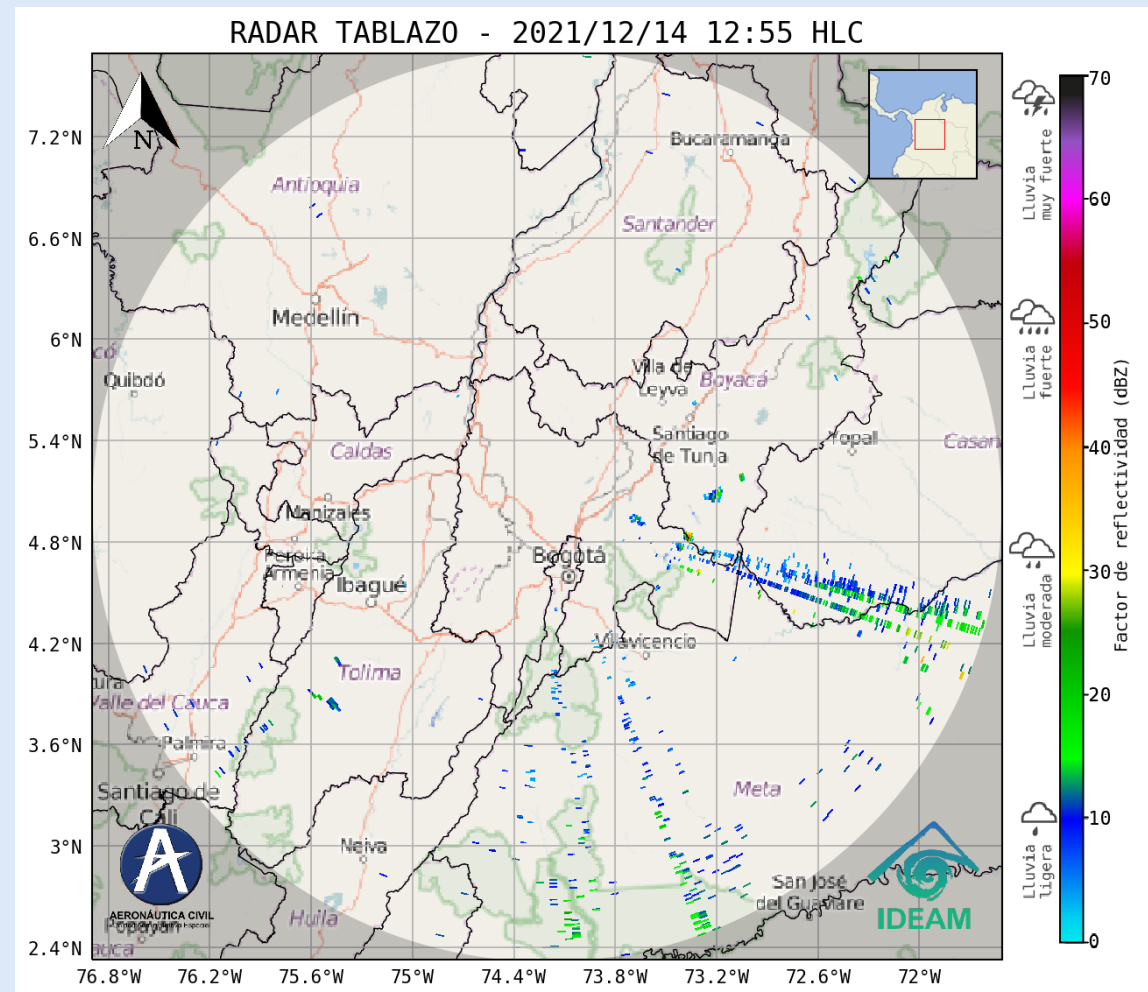 RADAR TABLAZO - 2021/12/14 12:55 HLC
N
7.2°N
6.6°N
6°N
5.4°N
4.8°N
4.2°N
3.6°N
3°N
2.4°N
76.8°W
76.2°W
75.6°W
75°W
74.4°W
73.8°W
73.2°W
72.6°W
72°W
Bucaramanga
Antioquia
Santander
Medellín
Quibdó
Villa de
Leyva
Boyacá
Santiago
de Tunja
Yopal
Casan
Caldas
Manizales
Pereira
Armenia
Ibagué
Bogotá
Villavicencio
Tolima
Valle del Cauca
Palmira
Santiago de
Cali
Meta
Neiva
San José
del Guaviare
Huila
Popayán
auca
AERONÁUTICA CIVIL
IDEAM
Lluvia
muy fuerte
Lluvia
fuerte
Lluvia
moderada
Lluvia
ligera
70
60
50
40
30
20
10
0
Factor de reflectividad (dBZ)